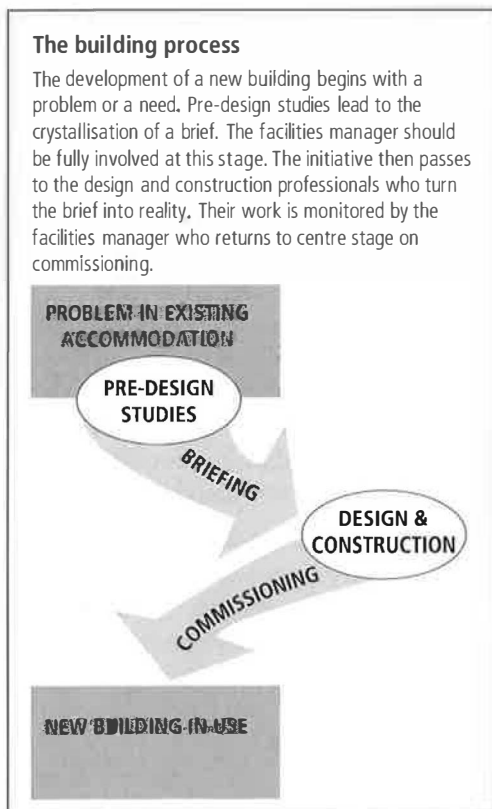 The building process
The development of a new building begins with a
problem or a need. Pre-design studies lead to the
crystallisation of a brief. The facilities manager should
be fully involved at this stage. The initiative then passes
to the design and construction professionals who turn
the brief into reality. Their work is monitored by the
facilities manager who returns to centre stage on
commissioning.
PROBLEM IN EXISTING
ACCOMMODATION
PRE-DESIGN
STUDIES
BRIEFING
DESIGN &
CONSTRUCTION
COMMISSIONING
NEW BUILDING IN USE